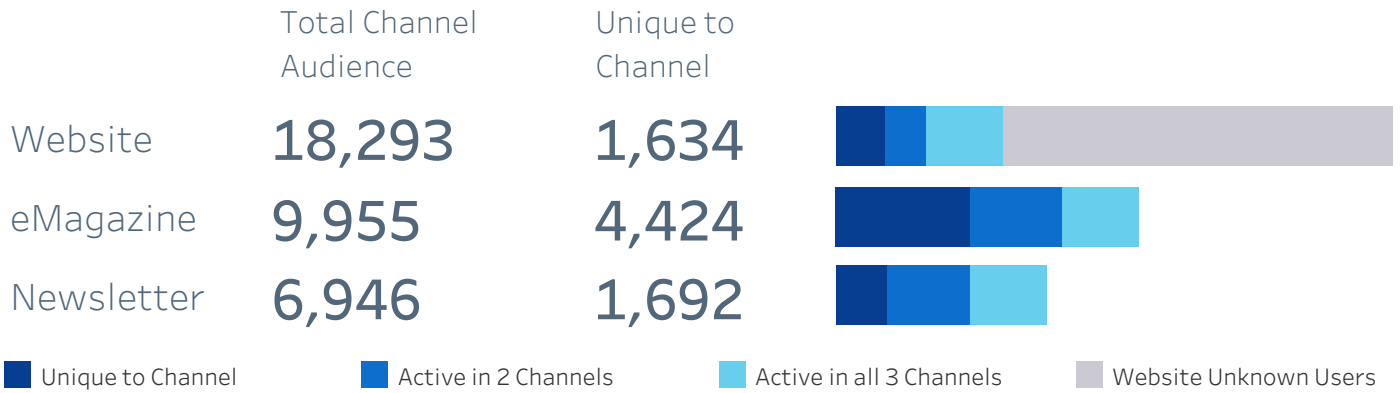 Total Channel
Audience
Unique to
Channel
Website 18,293 1,634
eMagazine 9,955 4,424
Newsletter 6,946 1,692
Unique to Channel Active in 2 Channels Active in all 3 Channels Website Unknown Users